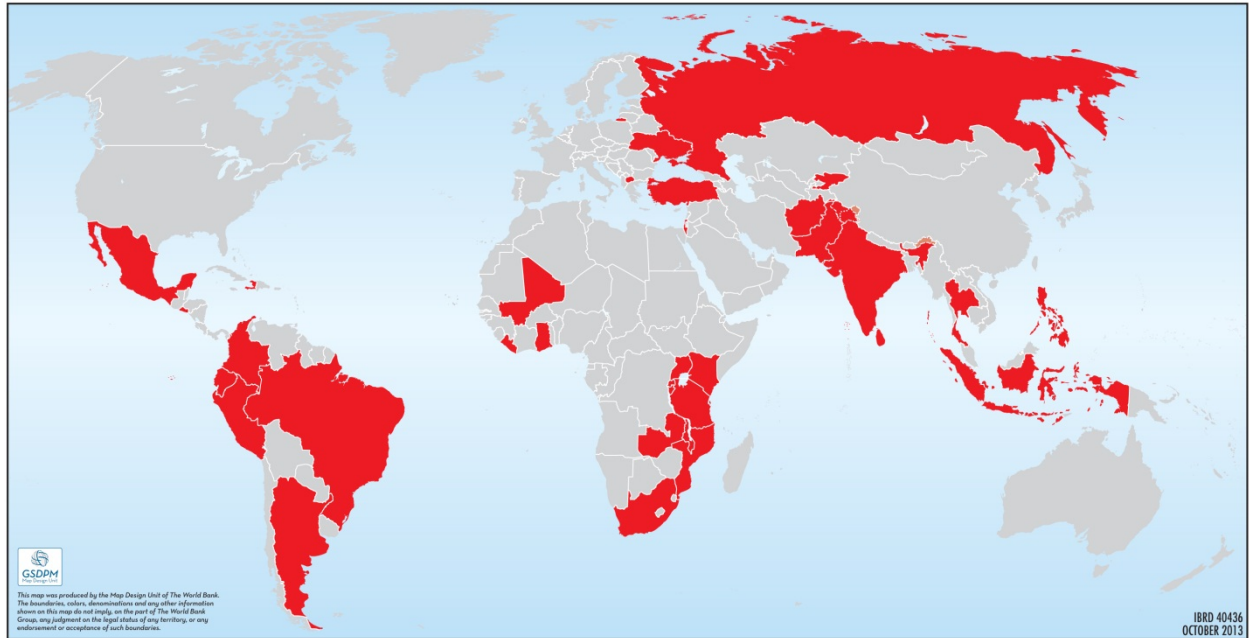 GSDPM
Map Design Unit
This map was produced by the Map Design Unit of The World Bank.
The boundaries, colors, denominations and any other information
shown on this map do not imply, on the part of The World Bank
Group, any judgment on the legal status of any territory, or any
endorsement or acceptance of such boundaries.
IBRD 40436
OCTOBER 2013